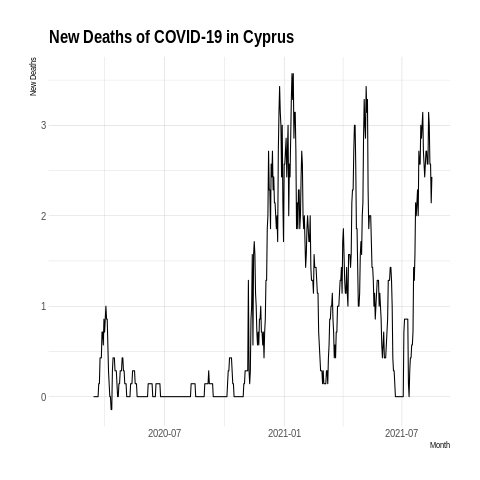 New Deaths of COVID-19 in Cyprus
New Deaths
3
2
1
0
2020-07
2021-01
2021-07
Month